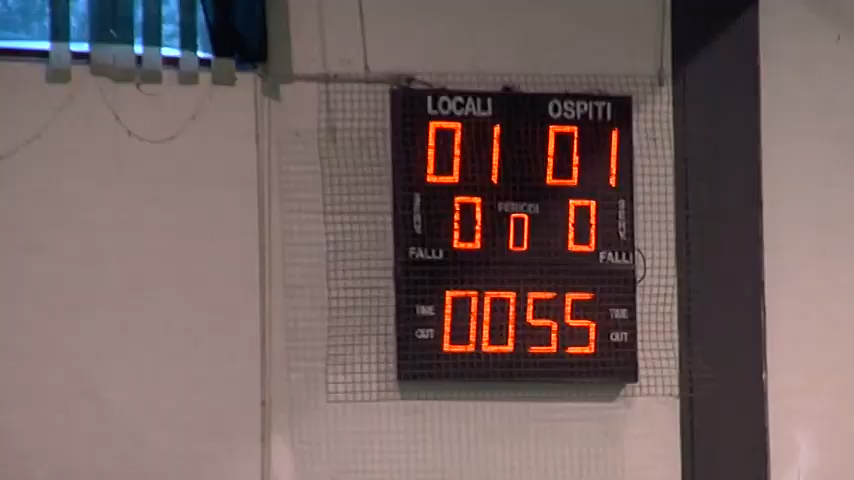 LOCALI OSPITI
01 01
PERIODI
0 0 0
FALLI FALLI
TIME OUT 0055 TIME OUT